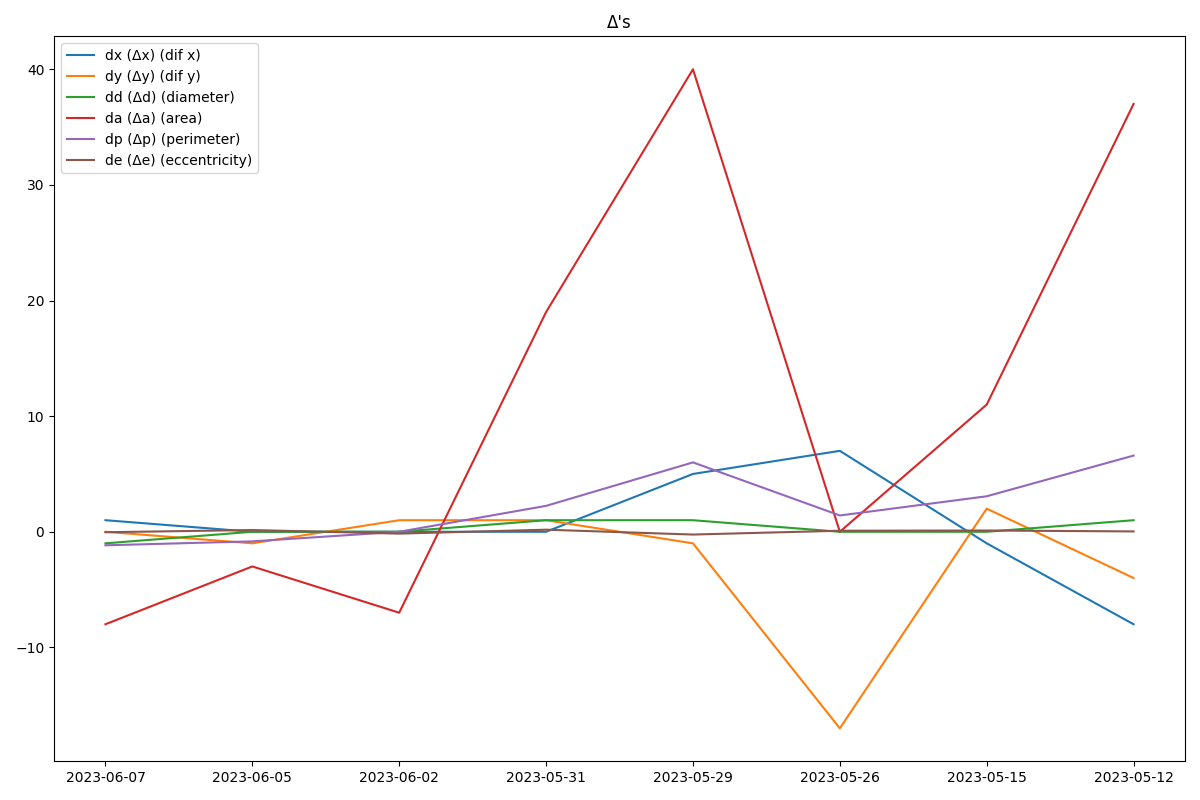 Δ's
dx (Δx) (dif x)
dy (Δy) (dif y)
dd (Δd) (diameter)
da (Δa) (area)
dp (Δp) (perimeter)
de (Δe) (eccentricity)
40
30
20
10
0
−10
2023-06-07 2023-06-05 2023-06-02 2023-05-31 2023-05-29 2023-05-26 2023-05-15 2023-05-12